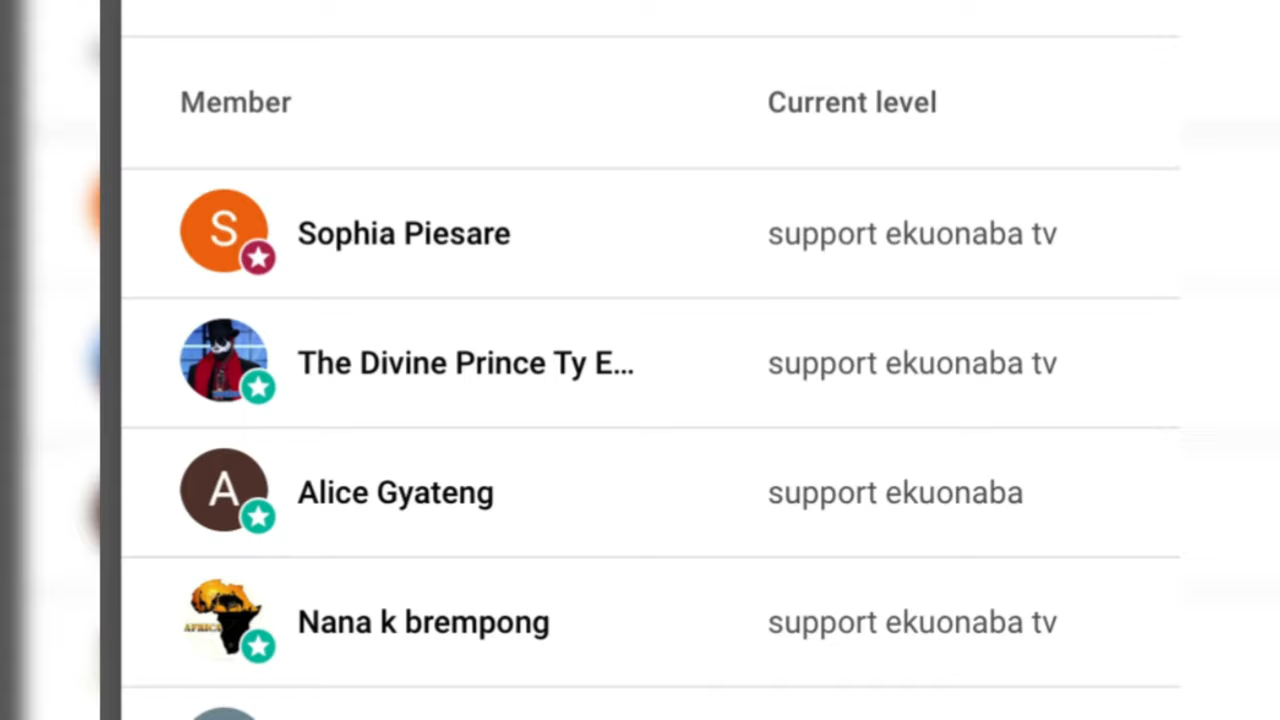 Member Current level
S Sophia Piesare support ekuonaba tv
The Divine Prince Ty E... support ekuonaba tv
A Alice Gyateng support ekuonaba
AFRICA Nana k brempong support ekuonaba tv